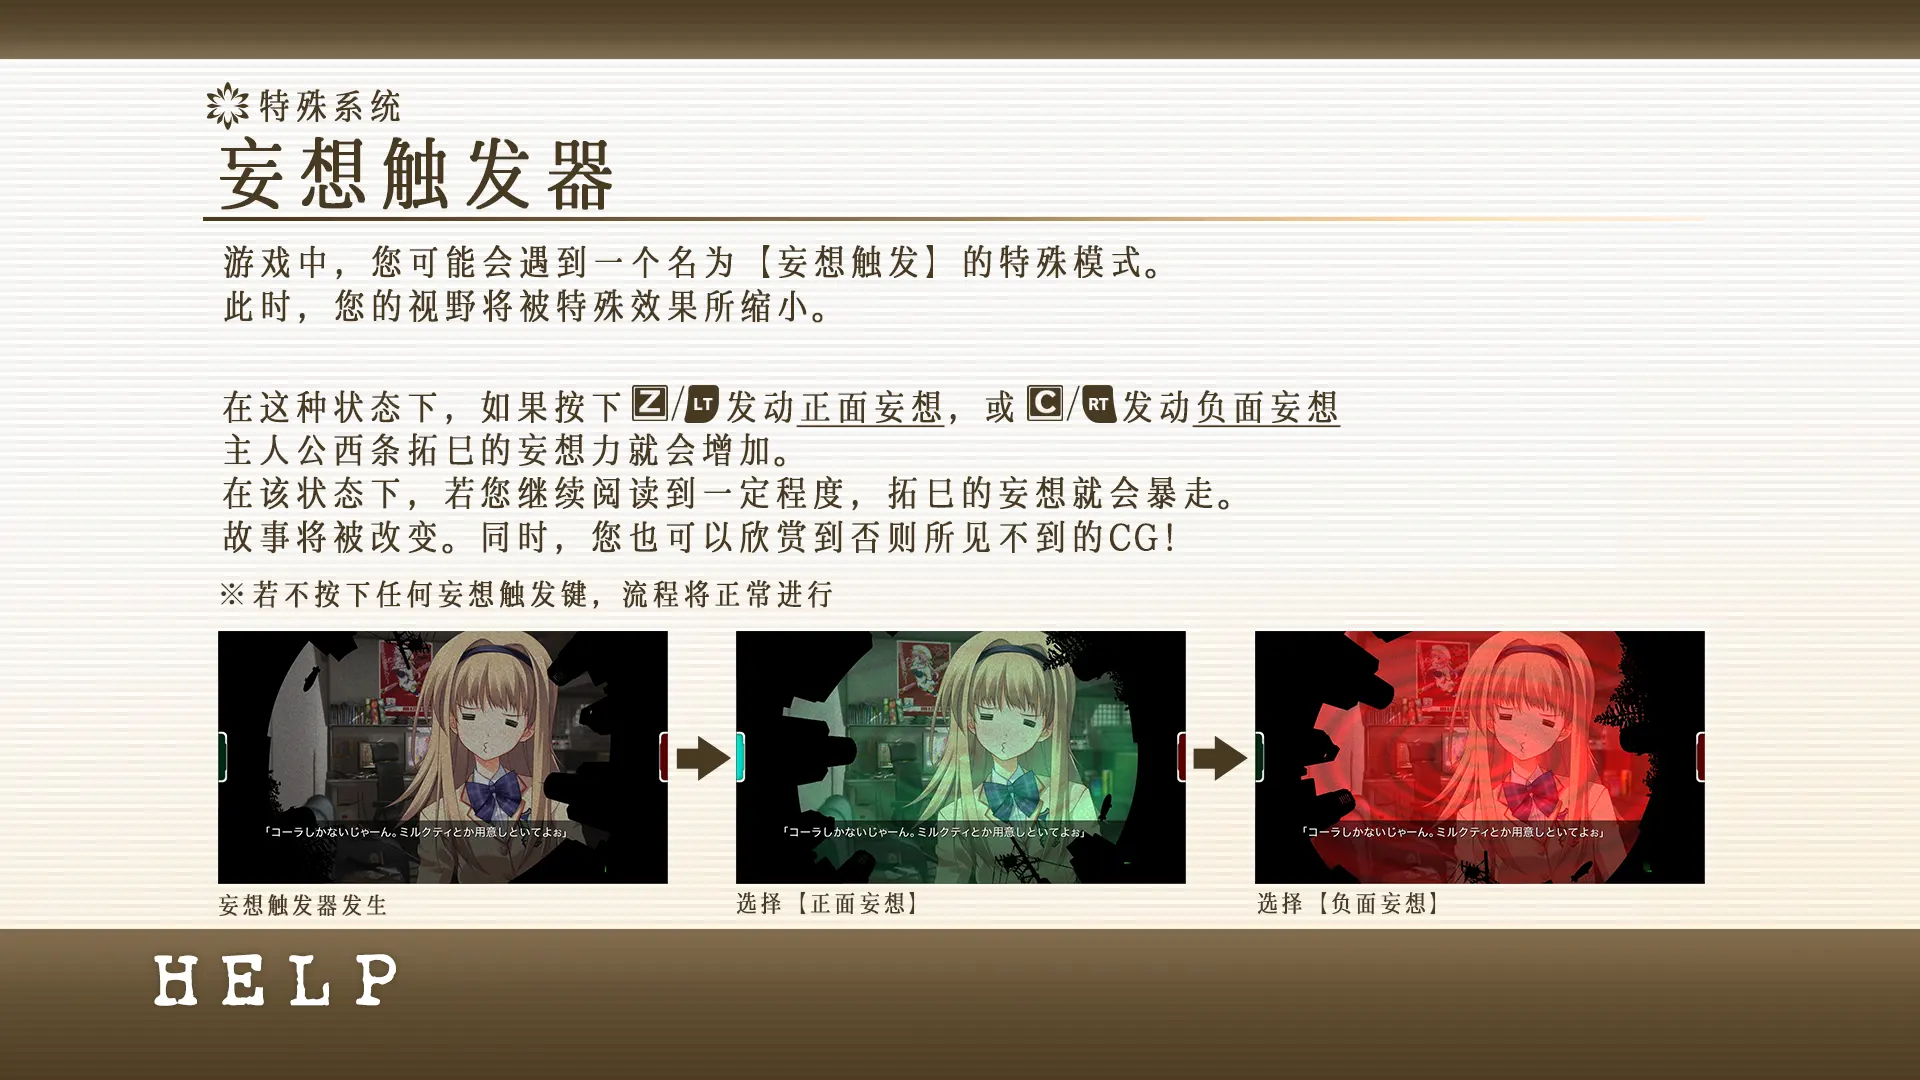 特殊系统
妄想触发器
游戏中，您可能会遇到一个名为【妄想触发】的特殊模式。
此时，您的视野将被特殊效果所缩小。
在这种状态下，如果按下Z/LT发动正面妄想，或C/RT发动负面妄想
主人公西条拓巳的妄想力就会增加。
在该状态下，若您继续阅读到一定程度，拓巳的妄想就会暴走。
故事将被改变。同时，您也可以欣赏到否则所见不到的CG！
※若不按下任何妄想触发键，流程将正常进行
「コーラしかないじゃーん。ミルクティとか用意しといてよぉ」
「コーラしかないじゃーん。ミルクティとか用意しといてよぉ」
「コーラしかないじゃーん。ミルクティとか用意しといてよぉ」
妄想触发器发生
选择【正面妄想】
选择【负面妄想】
HELP